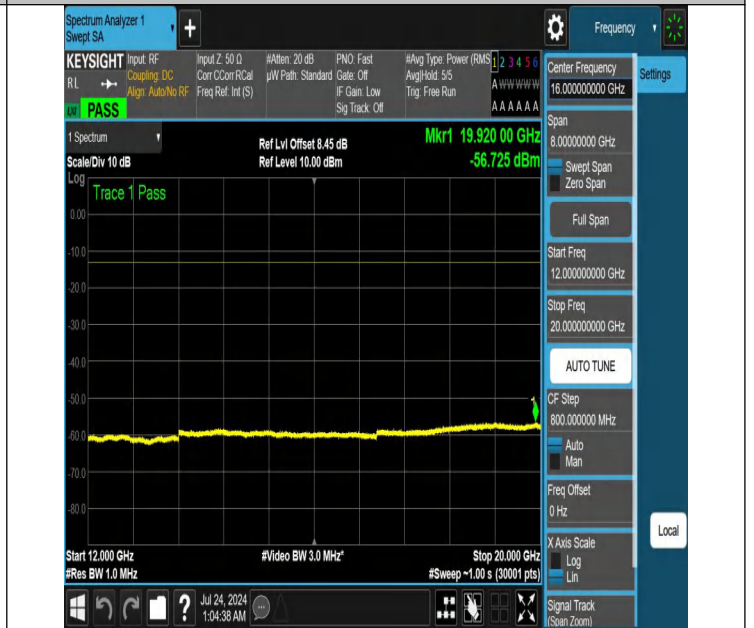 Spectrum Analyzer 1
Swept SA
+
Frequency
KEYSIGHT
RL
PASS
Input: RF
Coupling: DC
Align: Auto/No RF
Input Z: 50 Ω
Corr CCorr RCal
Freq Ref: Int (S)
#Atten: 20 dB
µW Path: Standard
PNO: Fast
Gate: Off
IF Gain: Low
Sig Track: Off
#Avg Type: Power (RMS
Avg|Hold: 5/5
Trig: Free Run
1 2 3 4 5 6
A W W W W W
A A A A A A
1 Spectrum
Scale/Div 10 dB
Ref Lvl Offset 8.45 dB
Ref Level 10.00 dBm
Mkr1 19.920 00 GHz
-56.725 dBm
Log
Trace 1 Pass
0.00
-10.0
-20.0
-30.0
-40.0
-50.0
-60.0
-70.0
-80.0
1
Start 12.000 GHz
#Res BW 1.0 MHz
#Video BW 3.0 MHz*
Stop 20.000 GHz
#Sweep ~1.00 s (30001 pts)
?
Jul 24, 2024
1:04:38 AM
Center Frequency
16.000000000 GHz
Settings
Span
8.00000000 GHz
Swept Span
Zero Span
Full Span
Start Freq
12.000000000 GHz
Stop Freq
20.000000000 GHz
AUTO TUNE
CF Step
800.000000 MHz
Auto
Man
Freq Offset
0 Hz
X Axis Scale
Log
Lin
Local
Signal Track
(Span Zoom)